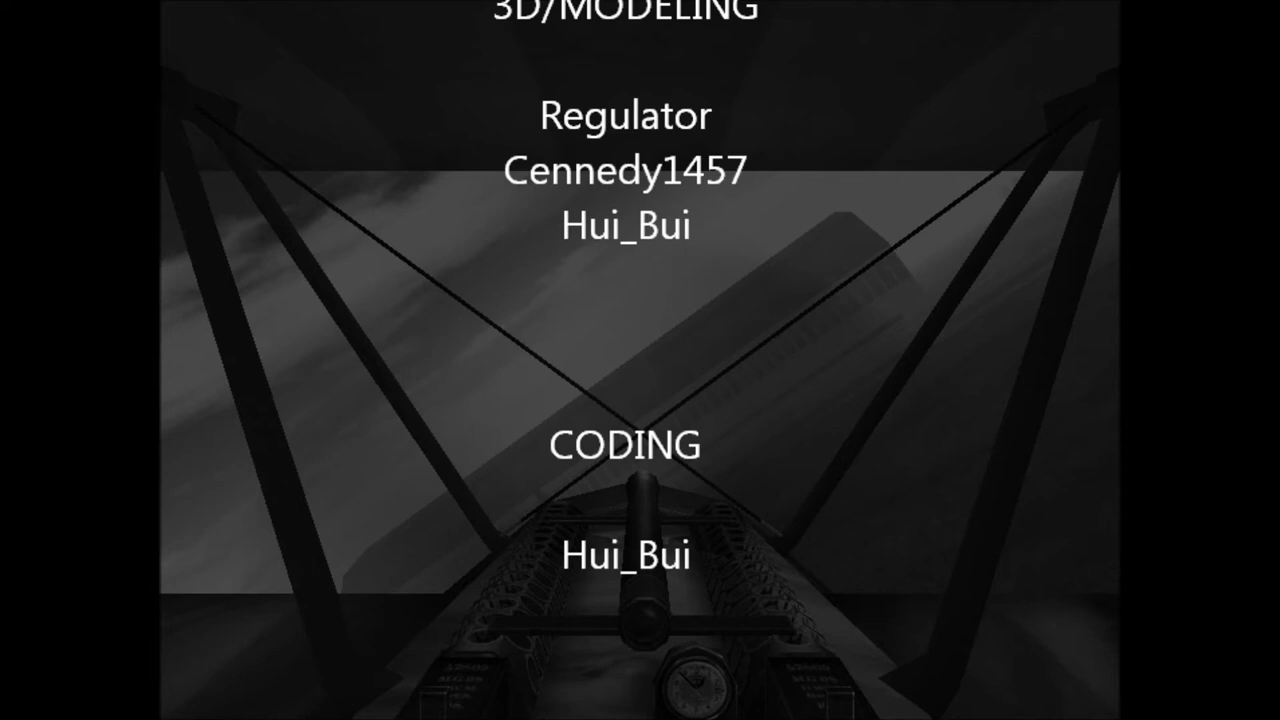 3D/MODELING
Regulator
Cennedy1457
Hui_Bui
CODING
Hui_Bui